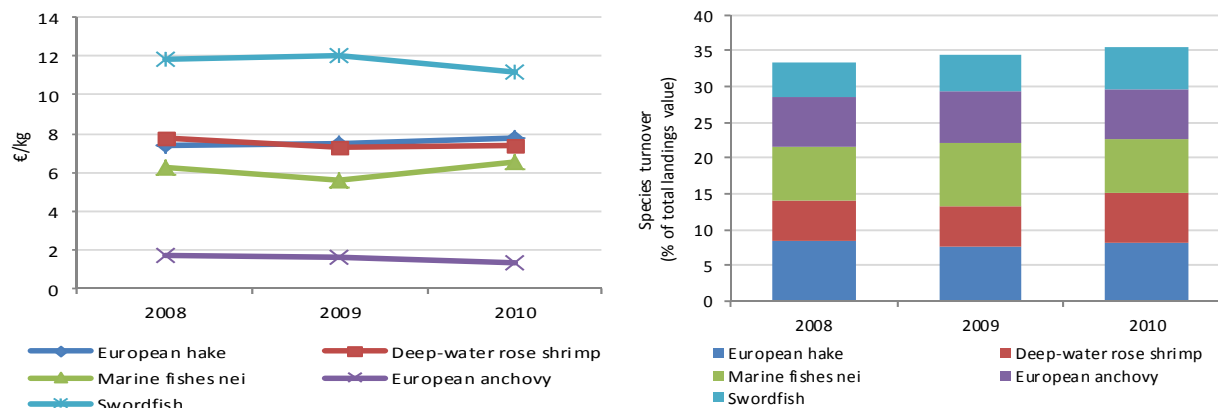 14
12
10
8
6
4
2
0
€/kg
2008 2009 2010
European hake Deep-water rose shrimp
Marine fishes nei European anchovy
Swordfish
40
35
30
25
20
15
10
5
0
Species turnover
(% of total landings value)
2008 2009 2010
European hake Deep-water rose shrimp
Marine fishes nei European anchovy
Swordfish